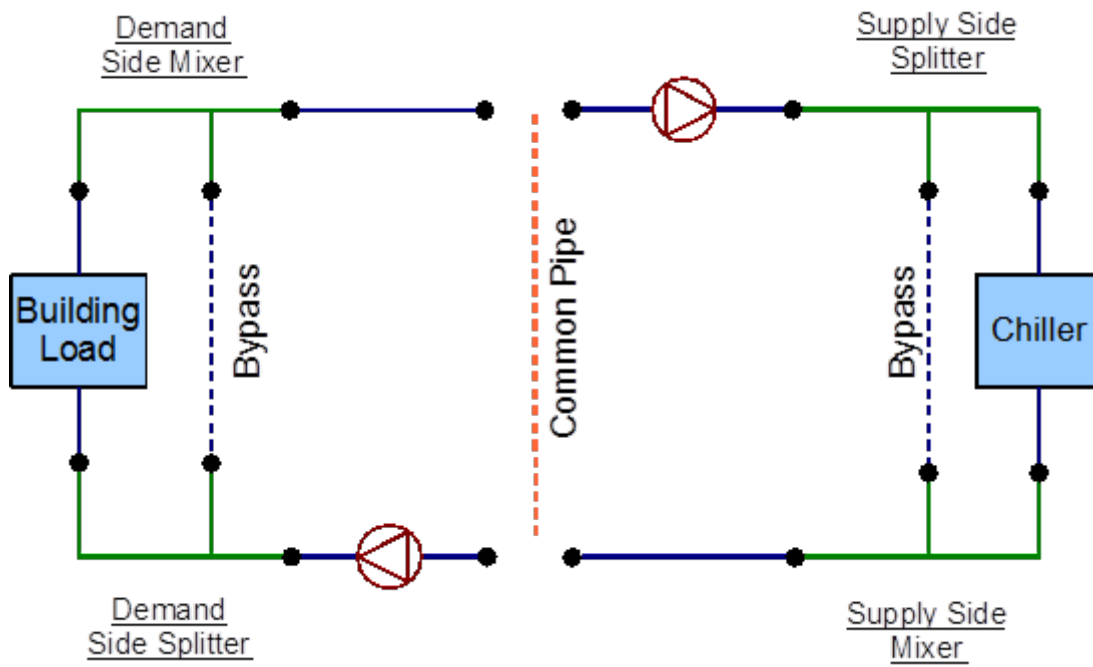 Demand
Side Mixer
Supply Side
Splitter
Building
Load
Bypass
Common Pipe
Bypass
Chiller
Demand
Side Splitter
Supply Side
Mixer